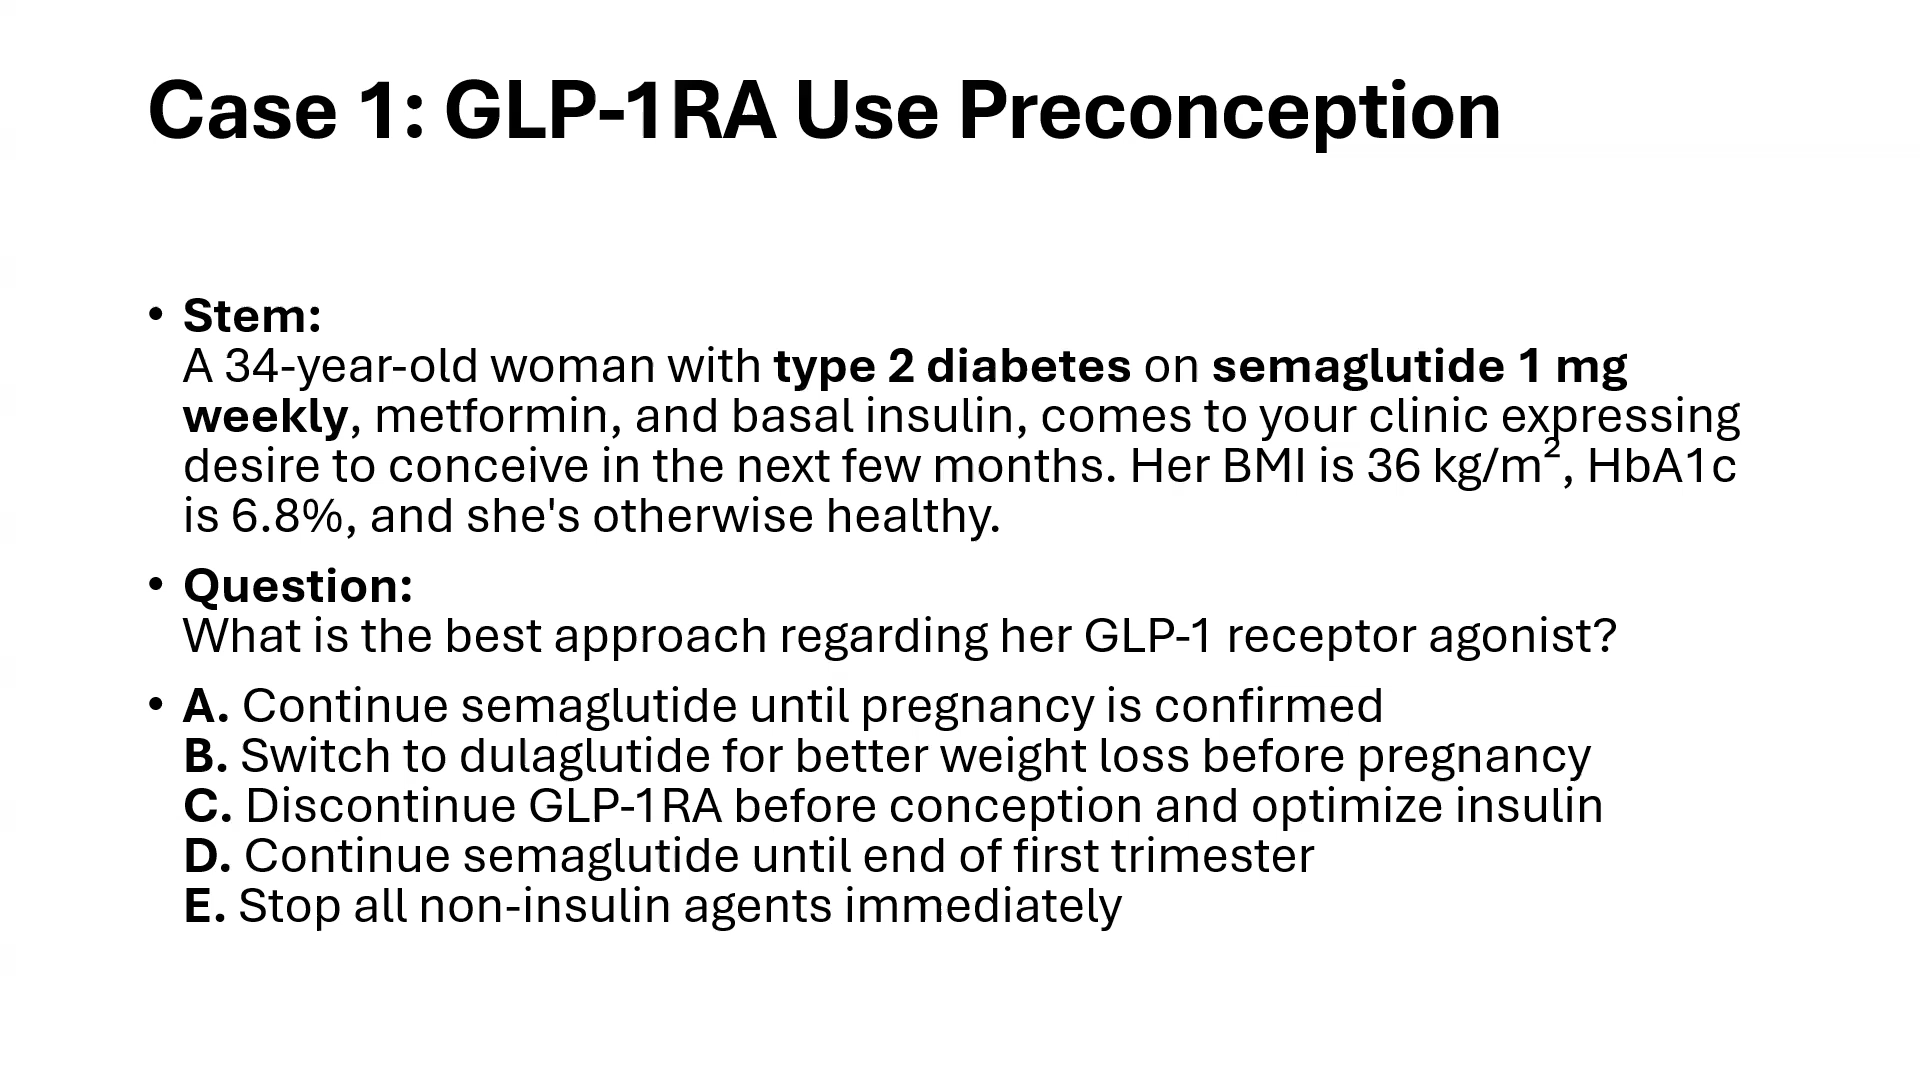 Case 1: GLP-1RA Use Preconception
• Stem:
A 34-year-old woman with type 2 diabetes on semaglutide 1 mg
weekly, metformin, and basal insulin, comes to your clinic expressing
desire to conceive in the next few months. Her BMI is 36 kg/m², HbA1c
is 6.8%, and she's otherwise healthy.
• Question:
What is the best approach regarding her GLP-1 receptor agonist?
• A. Continue semaglutide until pregnancy is confirmed
B. Switch to dulaglutide for better weight loss before pregnancy
C. Discontinue GLP-1RA before conception and optimize insulin
D. Continue semaglutide until end of first trimester
E. Stop all non-insulin agents immediately